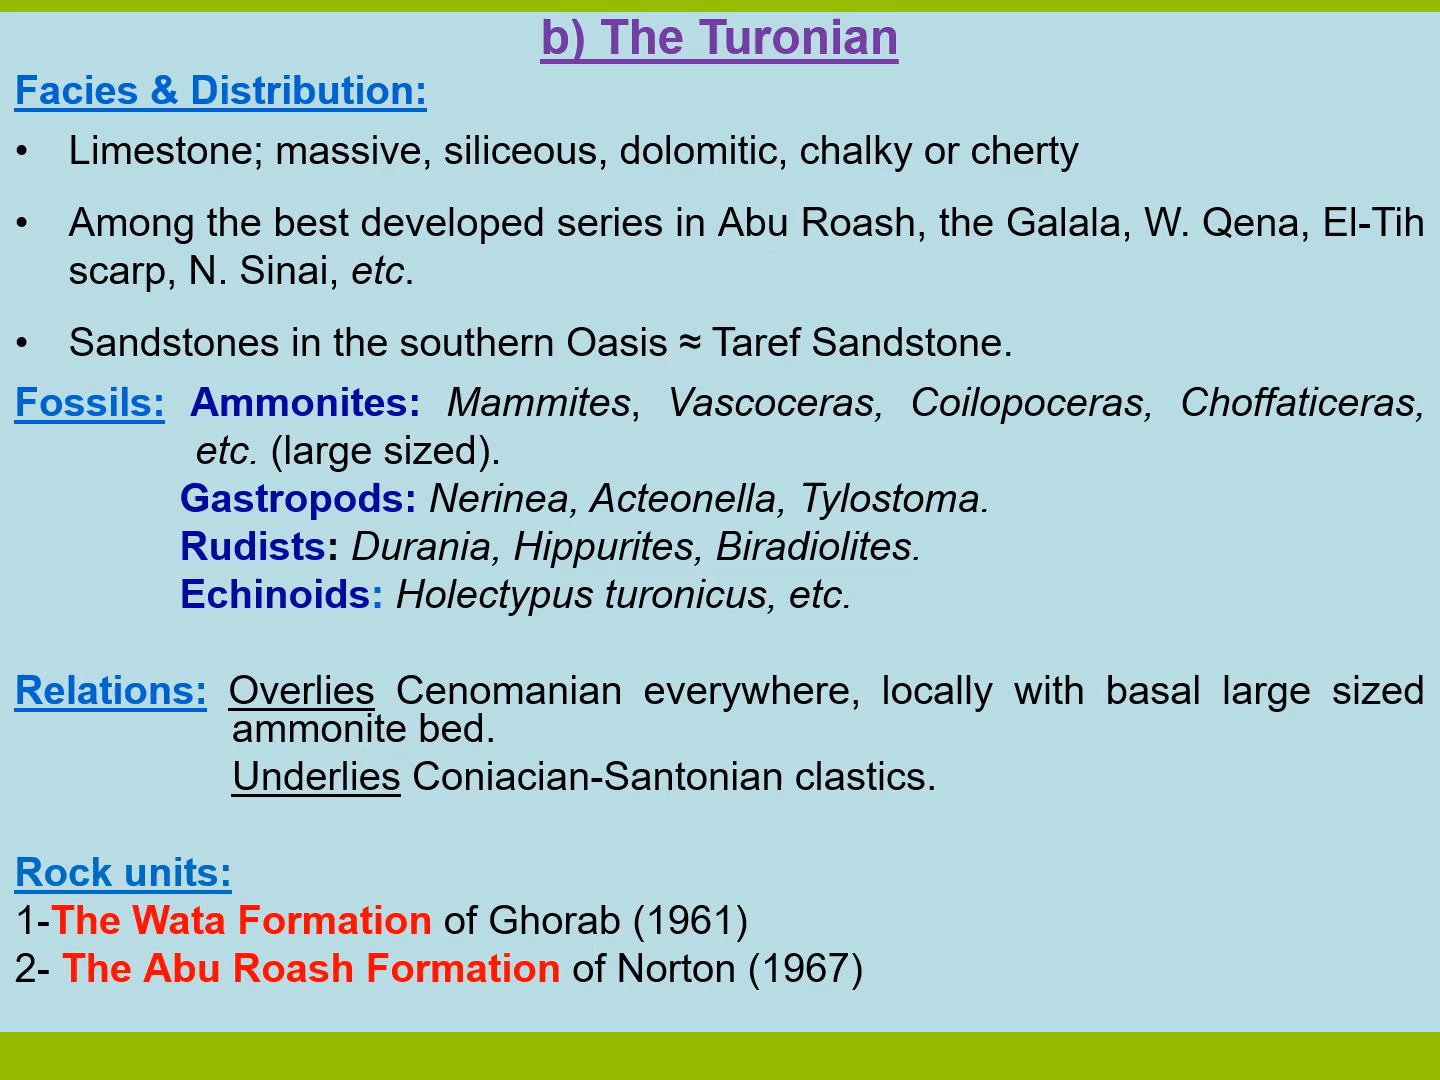 b) The Turonian
Facies & Distribution:
• Limestone; massive, siliceous, dolomitic, chalky or cherty
• Among the best developed series in Abu Roash, the Galala, W. Qena, El-Tih
scarp, N. Sinai, etc.
• Sandstones in the southern Oasis ≈ Taref Sandstone.
Fossils: Ammonites: Mammites, Vascoceras, Coilopoceras, Choffaticeras,
etc. (large sized).
Gastropods: Nerinea, Acteonella, Tylostoma.
Rudists: Durania, Hippurites, Biradiolites.
Echinoids: Holectypus turonicus, etc.
Relations: Overlies Cenomanian everywhere, locally with basal large sized
ammonite bed.
Underlies Coniacian-Santonian clastics.
Rock units:
1-The Wata Formation of Ghorab (1961)
2- The Abu Roash Formation of Norton (1967)